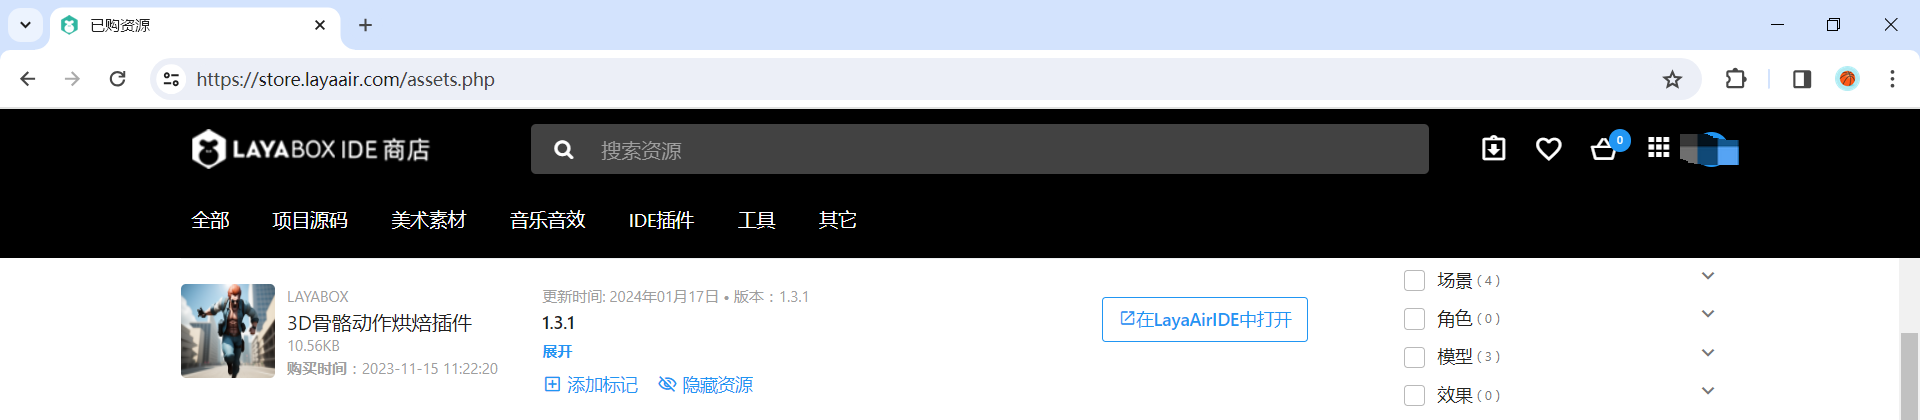 已购资源
https://store.layaair.com/assets.php
LAYABOX IDE 商店
搜索资源
0
全部 项目源码 美术素材 音乐音效 IDE插件 工具 其它
LAYABOX
3D骨骼动作烘焙插件
10.56KB
购买时间：2023-11-15 11:22:20
更新时间: 2024年01月17日 • 版本：1.3.1
1.3.1
展开
添加标记 隐藏资源
在LayaAirIDE中打开
场景 ( 4 )
角色 ( 0 )
模型 ( 3 )
效果 ( 0 )